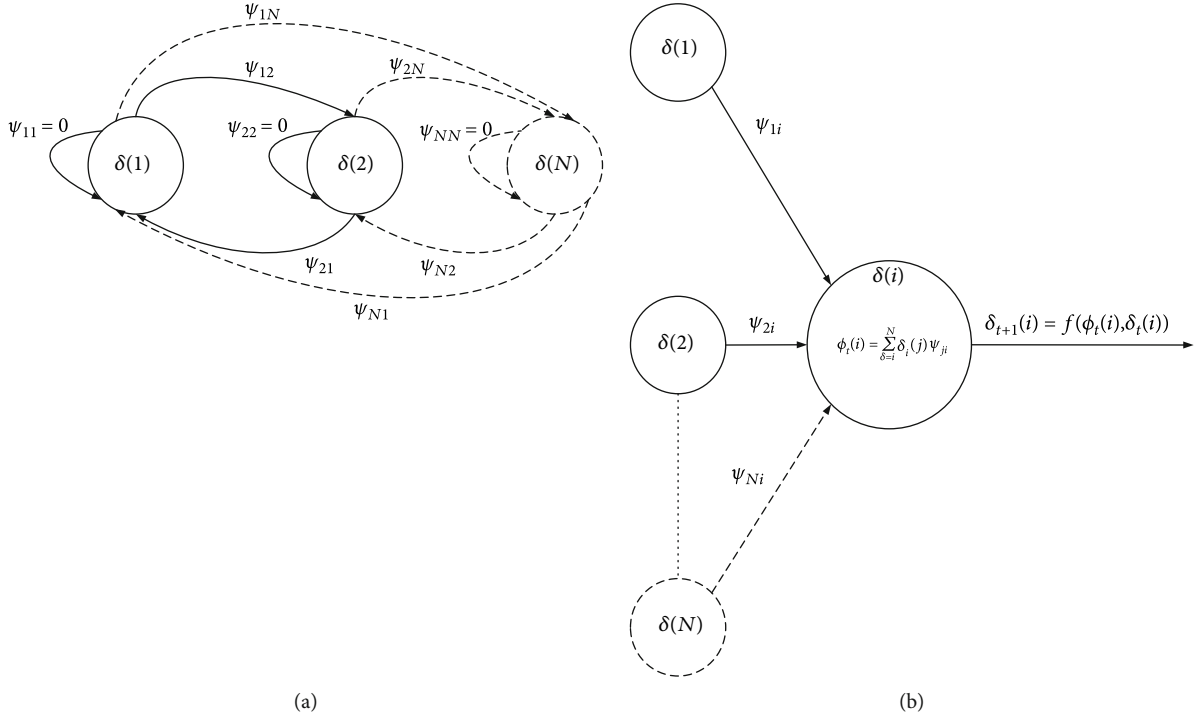 ψ₁N
ψ₁₂
ψ₂N
ψ₁₁ = 0
ψ₂₂ = 0
ψNN = 0
δ(1)
δ(2)
δ(N)
ψ₂₁
ψN₂
ψN₁
(a)
δ(1)
ψ₁ᵢ
δ(i)
δ(2)
ψ₂ᵢ
ϕₜ(i) = ∑_{δ=i}^{N} δᵢ(j) ψⱼᵢ
δₜ₊₁(i) = f(ϕₜ(i),δₜ(i))
ψNᵢ
δ(N)
(b)